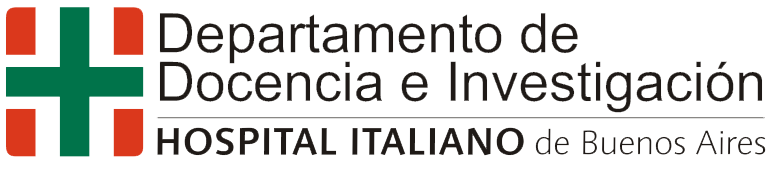 Departamento de
Docencia e Investigación
HOSPITAL ITALIANO de Buenos Aires